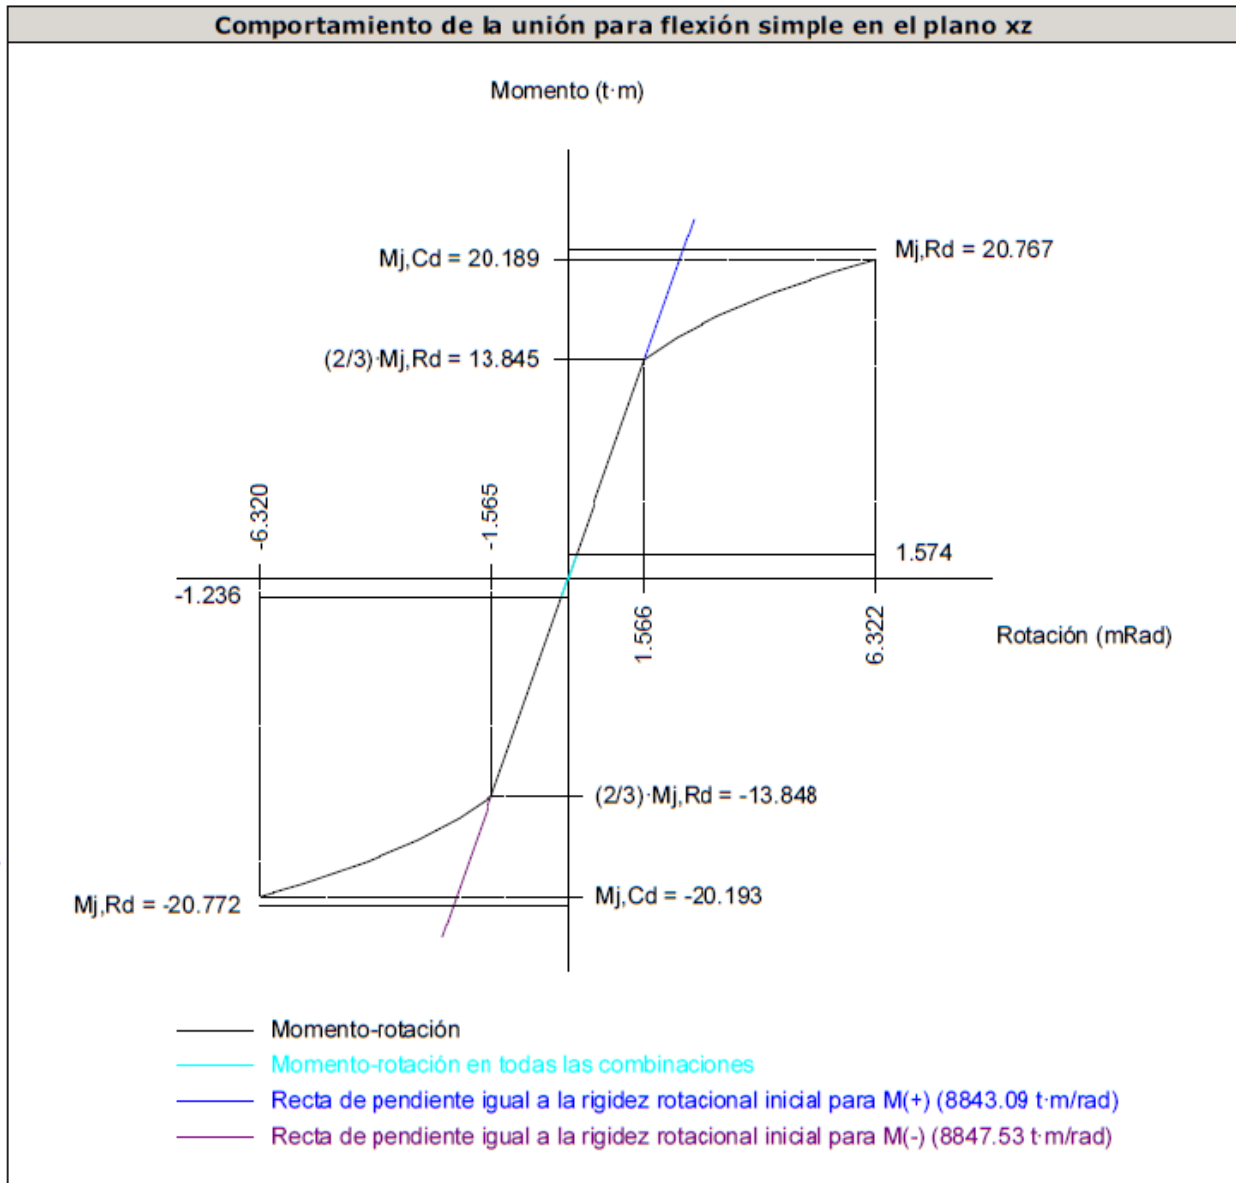 Comportamiento de la unión para flexión simple en el plano xz
Momento (t·m)
Mj,Rd = 20.767
Mj,Cd = 20.189
(2/3)·Mj,Rd = 13.845
-6.320
-1.565
1.574
-1.236
1.566
6.322
Rotación (mRad)
(2/3)·Mj,Rd = -13.848
Mj,Cd = -20.193
Mj,Rd = -20.772
Momento-rotación
Momento-rotación en todas las combinaciones
Recta de pendiente igual a la rigidez rotacional inicial para M(+) (8843.09 t·m/rad)
Recta de pendiente igual a la rigidez rotacional inicial para M(-) (8847.53 t·m/rad)